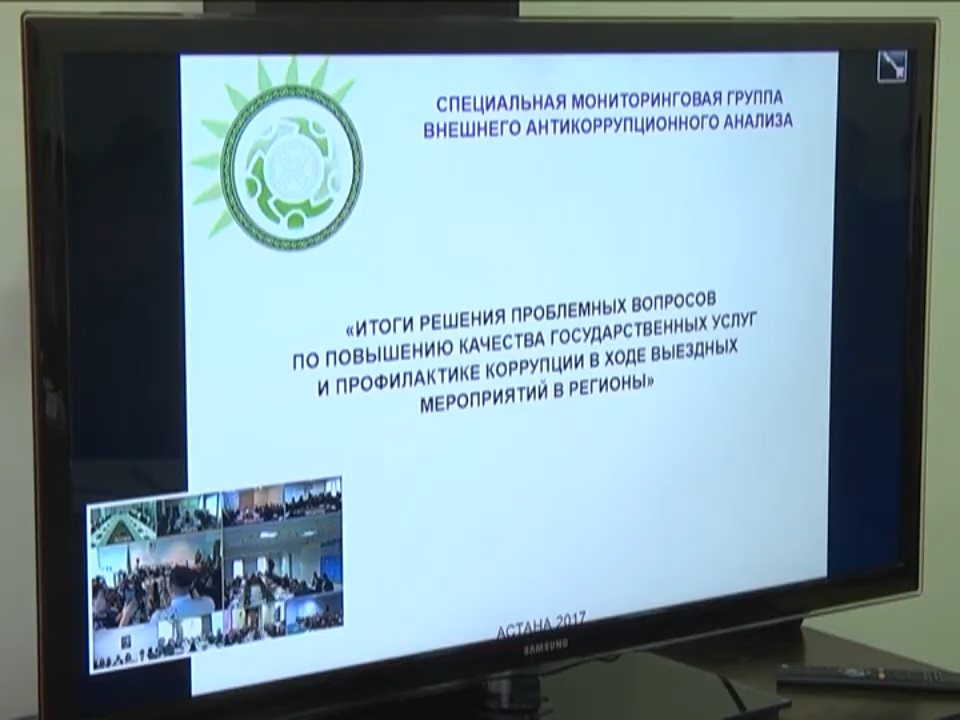 СПЕЦИАЛЬНАЯ МОНИТОРИНГОВАЯ ГРУППА
ВНЕШНЕГО АНТИКОРРУПЦИОННОГО АНАЛИЗА
«ИТОГИ РЕШЕНИЯ ПРОБЛЕМНЫХ ВОПРОСОВ
ПО ПОВЫШЕНИЮ КАЧЕСТВА ГОСУДАРСТВЕННЫХ УСЛУГ
И ПРОФИЛАКТИКЕ КОРРУПЦИИ В ХОДЕ ВЫЕЗДНЫХ
МЕРОПРИЯТИЙ В РЕГИОНЫ»
АСТАНА 2017
SAMSUNG